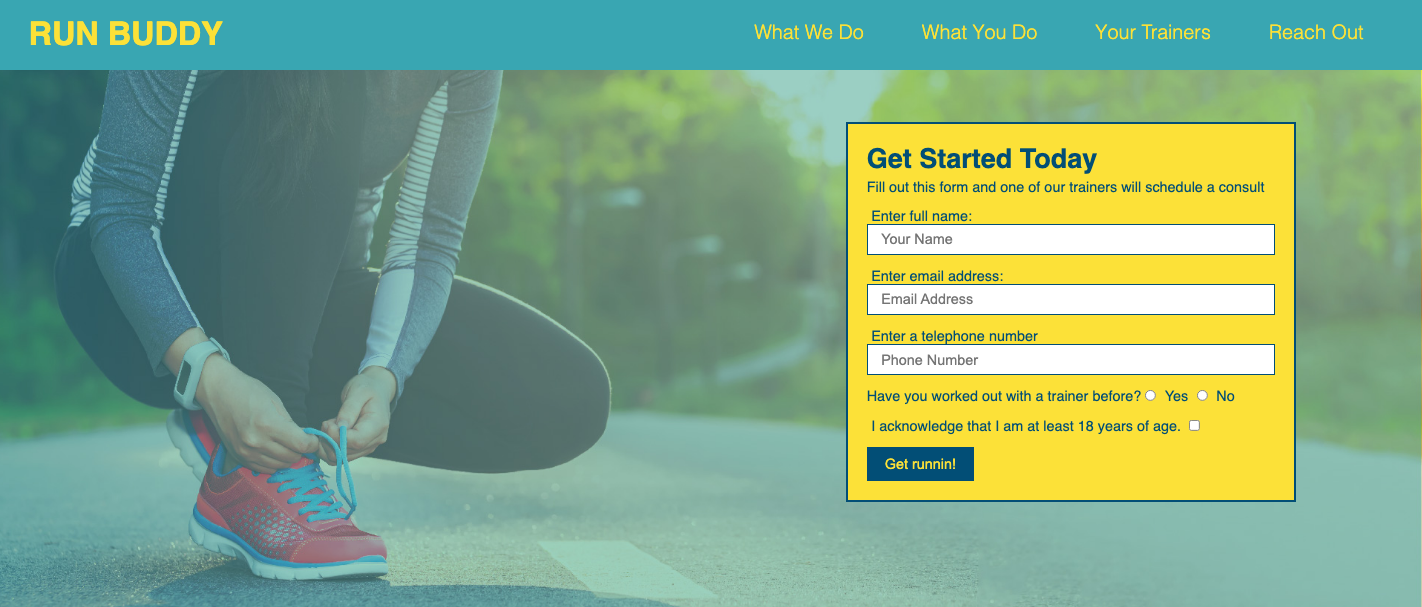 RUN BUDDY
What We Do
What You Do
Your Trainers
Reach Out
Get Started Today
Fill out this form and one of our trainers will schedule a consult
Enter full name:
Your Name
Enter email address:
Email Address
Enter a telephone number
Phone Number
Have you worked out with a trainer before? Yes No
I acknowledge that I am at least 18 years of age.
Get runnin!